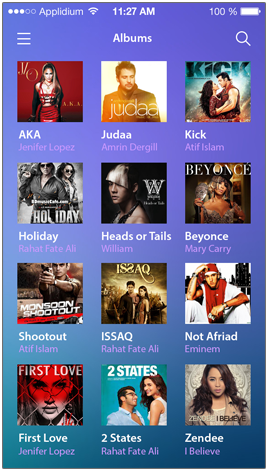 Applidium 11:27 AM 100 %
Albums
JLO
A.K.A.
judaa
KICK
AKA Judaa Kick
Jenifer Lopez Amrin Dergill Atif Islam
HOLIDAY
W
Heads or Tails
BEYONCÉ
Holiday Heads or Tails Beyonce
Rahat Fate Ali William Mary Carry
MONSOON
SHOOTOUT
ISSAQ
Shootout ISSAQ Not Afriad
Atif Islam Rahat Fate Ali Eminem
FIRST LOVE
2 STATES
ZENDEE I BELIEVE
First Love 2 States Zendee
Jenifer Lopez Rahat Fate Ali I Believe